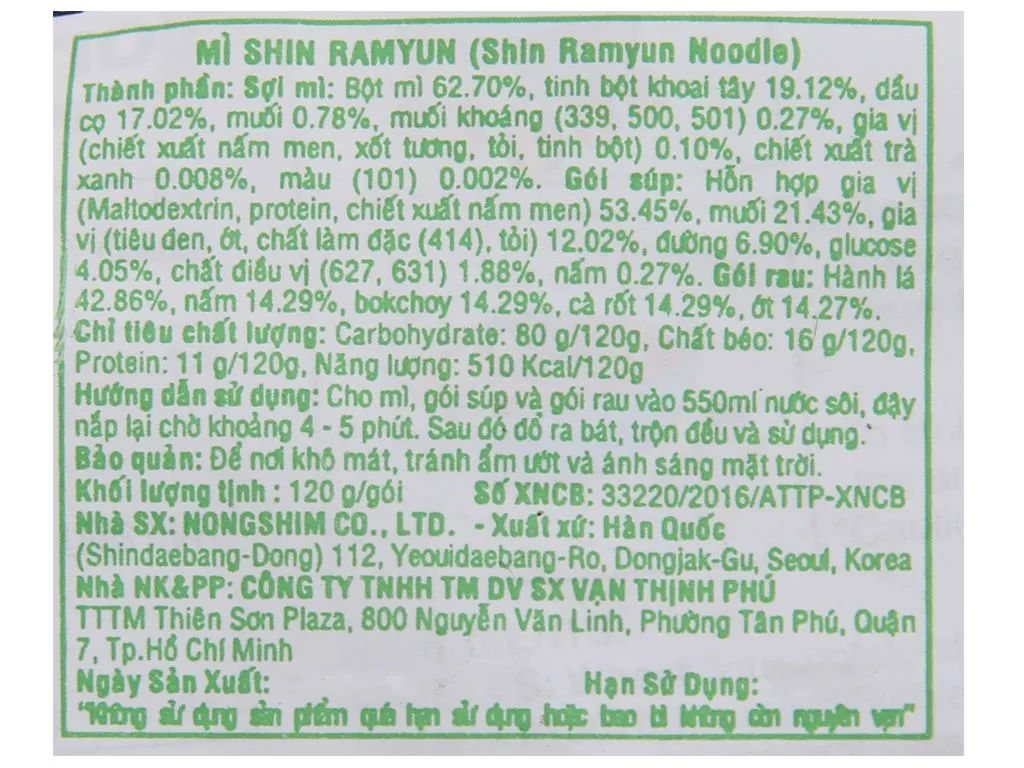 MÌ SHIN RAMYUN (Shin Ramyun Noodle)
Thành phần: Sợi mì: Bột mì 62.70%, tinh bột khoai tây 19.12%, dầu
cọ 17.02%, muối 0.78%, muối khoáng (339, 500, 501) 0.27%, gia vị
(chiết xuất nấm men, xốt tương, tỏi, tinh bột) 0.10%, chiết xuất trà
xanh 0.008%, màu (101) 0.002%. Gói súp: Hỗn hợp gia vị
(Maltodextrin, protein, chiết xuất nấm men) 53.45%, muối 21.43%, gia
vị (tiêu đen, ớt, chất làm đặc (414), tỏi) 12.02%, đường 6.90%, glucose
4.05%, chất điều vị (627, 631) 1.88%, nấm 0.27%. Gói rau: Hành lá
42.86%, nấm 14.29%, bokchoy 14.29%, cà rốt 14.29%, ớt 14.27%.
Chỉ tiêu chất lượng: Carbohydrate: 80 g/120g, Chất béo: 16 g/120g,
Protein: 11 g/120g, Năng lượng: 510 Kcal/120g
Hướng dẫn sử dụng: Cho mì, gói súp và gói rau vào 550ml nước sôi, đậy
nắp lại chờ khoảng 4 - 5 phút. Sau đó đổ ra bát, trộn đều và sử dụng.
Bảo quản: Để nơi khô mát, tránh ẩm ướt và ánh sáng mặt trời.
Khối lượng tịnh : 120 g/gói Số XNCB: 33220/2016/ATTP-XNCB
Nhà SX: NONGSHIM CO., LTD. - Xuất xứ: Hàn Quốc
(Shindaebang-Dong) 112, Yeouidaebang-Ro, Dongjak-Gu, Seoul, Korea
Nhà NK&PP: CÔNG TY TNHH TM DV SX VẠN THỊNH PHÚ
TTTM Thiên Sơn Plaza, 800 Nguyễn Văn Linh, Phường Tân Phú, Quận
7, Tp.Hồ Chí Minh
Ngày Sản Xuất: Hạn Sử Dụng:
"Không sử dụng sản phẩm quá hạn sử dụng hoặc bao bì không còn nguyên vẹn"